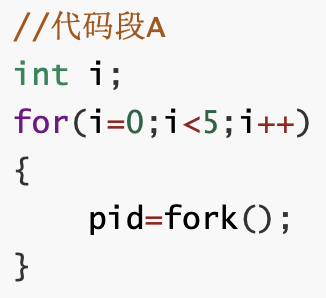 //代码段A
int i;
for(i=0;i<5;i++)
{
    pid=fork();
}